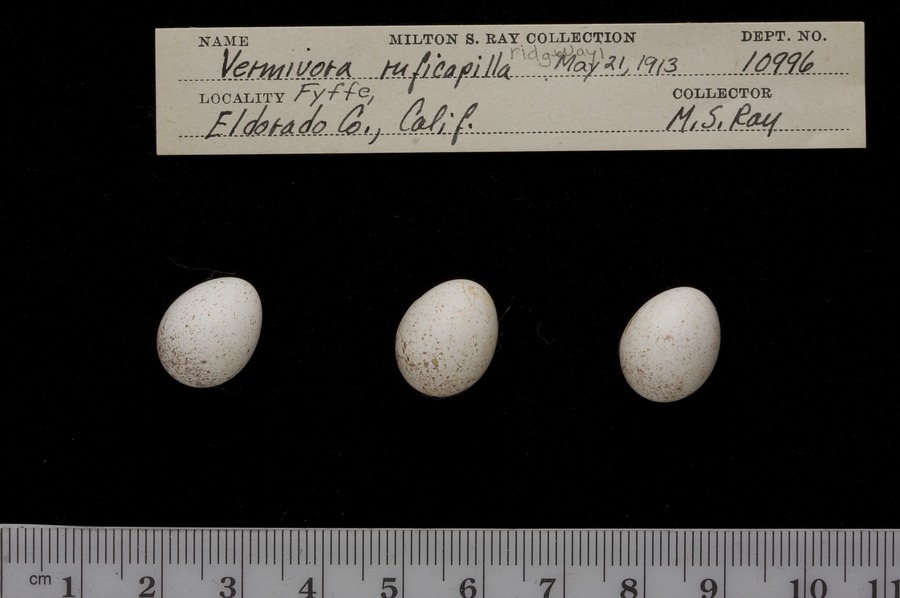 NAME MILTON S. RAY COLLECTION DEPT. NO.
Vermivora ruficapilla ridgwayi May 21, 1913 10996
LOCALITY Fyffe, COLLECTOR
Eldorado Co., Calif. M.S. Ray
cm 1 2 3 4 5 6 7 8 9 10 11